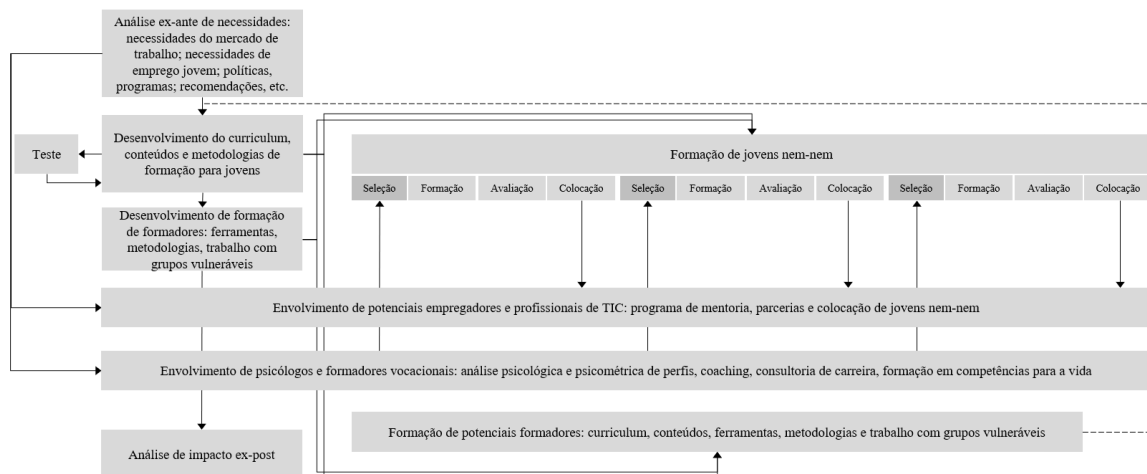 Análise ex-ante de necessidades:
necessidades do mercado de
trabalho; necessidades de
emprego jovem; políticas,
programas; recomendações, etc.
Teste
Desenvolvimento do curriculum,
conteúdos e metodologias de
formação para jovens
Formação de jovens nem-nem
Seleção Formação Avaliação Colocação Seleção Formação Avaliação Colocação Seleção Formação Avaliação Colocação
Desenvolvimento de formação
de formadores: ferramentas,
metodologias, trabalho com
grupos vulneráveis
Envolvimento de potenciais empregadores e profissionais de TIC: programa de mentoria, parcerias e colocação de jovens nem-nem
Envolvimento de psicólogos e formadores vocacionais: análise psicológica e psicométrica de perfis, coaching, consultoria de carreira, formação em competências para a vida
Formação de potenciais formadores: curriculum, conteúdos, ferramentas, metodologias e trabalho com grupos vulneráveis
Análise de impacto ex-post